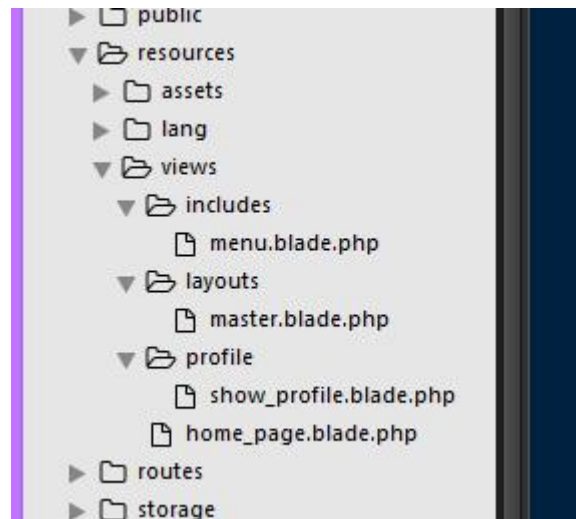 public
resources
assets
lang
views
includes
menu.blade.php
layouts
master.blade.php
profile
show_profile.blade.php
home_page.blade.php
routes
storage